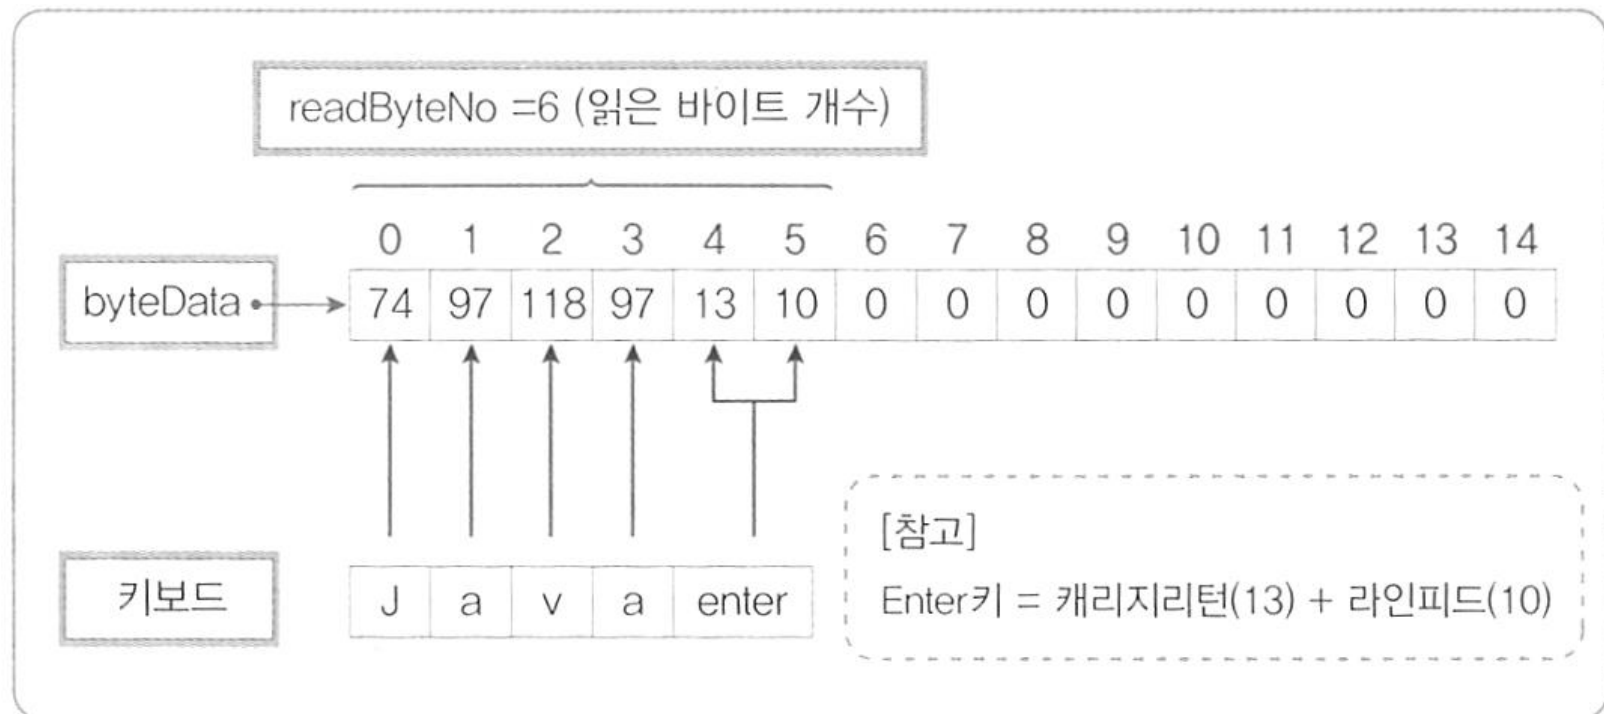 readByteNo =6 (읽은 바이트 개수)
0 1 2 3 4 5 6 7 8 9 10 11 12 13 14
byteData 74 97 118 97 13 10 0 0 0 0 0 0 0 0 0
키보드 J a v a enter
[참고]
Enter키 = 캐리지리턴(13) + 라인피드(10)